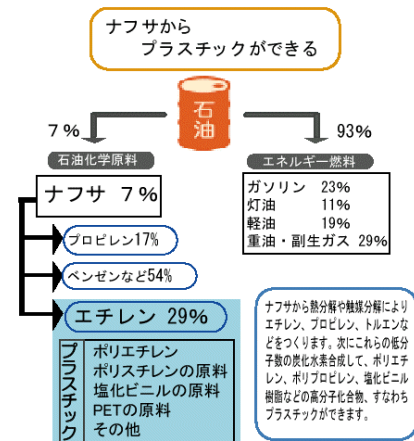 ナフサから
プラスチックができる
石油
7%
93%
石油化学原料
エネルギー燃料
ナフサ 7%
ガソリン 23%
灯油 11%
軽油 19%
重油・副生ガス 29%
プロピレン17%
ベンゼンなど54%
エチレン 29%
プラスチック
ポリエチレン
ポリスチレンの原料
塩化ビニルの原料
PETの原料
その他
ナフサから熱分解や触媒分解により
エチレン、プロピレン、トルエンな
どをつくります。次にこれらの低分
子数の炭化水素合成して、ポリエチ
レン、ポリプロピレン、塩化ビニル
樹脂などの高分子化合物、すなわち
プラスチックができます。